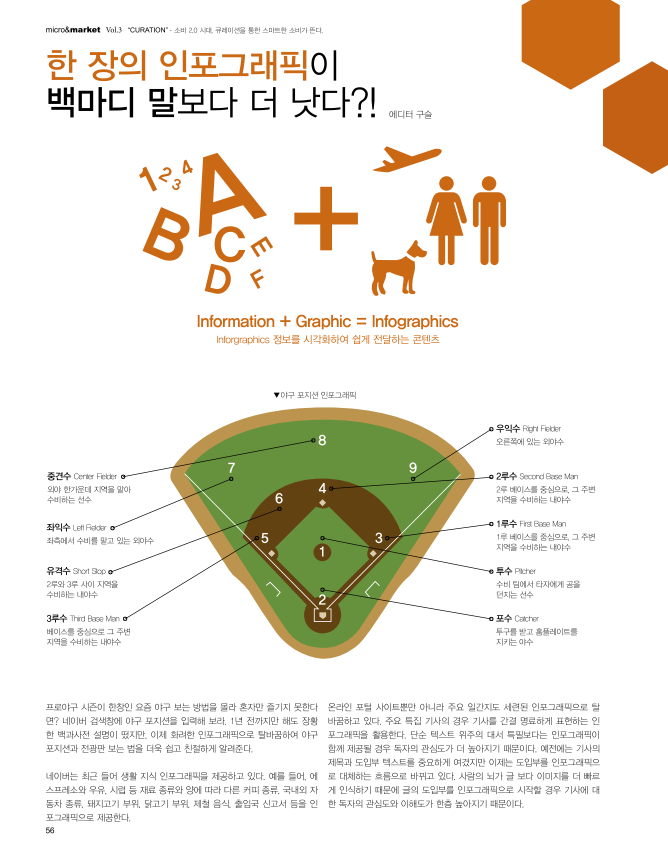 micro&market Vol.3 "CURATION" - 소비 2.0 시대, 큐레이션을 통한 스마트한 소비가 뜬다.
한 장의 인포그래픽이
백마디 말보다 더 낫다?!
에디터 구슬
1 2 3 4 A
B C E
D F
Information + Graphic = Infographics
Inforgraphics 정보를 시각화하여 쉽게 전달하는 콘텐츠
▼야구 포지션 인포그래픽
중견수 Center Fielder
외야 한가운데 지역을 맡아
수비하는 선수
좌익수 Left Fielder
좌측에서 수비를 맡고 있는 외야수
유격수 Short Stop
2루와 3루 사이 지역을
수비하는 내야수
3루수 Third Base Man
베이스를 중심으로 그 주변
지역을 수비하는 내야수
8
7
9
6
4
5
3
1
2
우익수 Right Fielder
오른쪽에 있는 외야수
2루수 Second Base Man
2루 베이스를 중심으로, 그 주변
지역을 수비하는 내야수
1루수 First Base Man
1루 베이스를 중심으로, 그 주변
지역을 수비하는 내야수
투수 Pitcher
수비 팀에서 타자에게 공을
던지는 선수
포수 Catcher
투구를 받고 홈플레이트를
지키는 야수
프로야구 시즌이 한창인 요즘 야구 보는 방법을 몰라 혼자만 즐기지 못한다
면? 네이버 검색창에 야구 포지션을 입력해 보라. 1년 전까지만 해도 장황
한 백과사전 설명이 떴지만, 이제 화려한 인포그래픽으로 탈바꿈하여 야구
포지션과 전광판 보는 법을 더욱 쉽고 친절하게 알려준다.
네이버는 최근 들어 생활 지식 인포그래픽을 제공하고 있다. 예를 들어, 에
스프레소와 우유, 시럽 등 재료 종류와 양에 따라 다른 커피 종류, 국내외 자
동차 종류, 돼지고기 부위, 닭고기 부위, 제철 음식, 출입국 신고서 등을 인
포그래픽으로 제공한다.
온라인 포털 사이트뿐만 아니라 주요 일간지도 세련된 인포그래픽으로 탈
바꿈하고 있다. 주요 특집 기사의 경우 기사를 간결 명료하게 표현하는 인
포그래픽을 활용한다. 단순 텍스트 위주의 대서 특필보다는 인포그래픽이
함께 제공될 경우 독자의 관심도가 더 높아지기 때문이다. 예전에는 기사의
제목과 도입부 텍스트를 중요하게 여겼지만 이제는 도입부를 인포그래픽으
로 대체하는 흐름으로 바뀌고 있다. 사람의 뇌가 글 보다 이미지를 더 빠르
게 인식하기 때문에 글의 도입부를 인포그래픽으로 시작할 경우 기사에 대
한 독자의 관심도와 이해도가 한층 높아지기 때문이다.
56